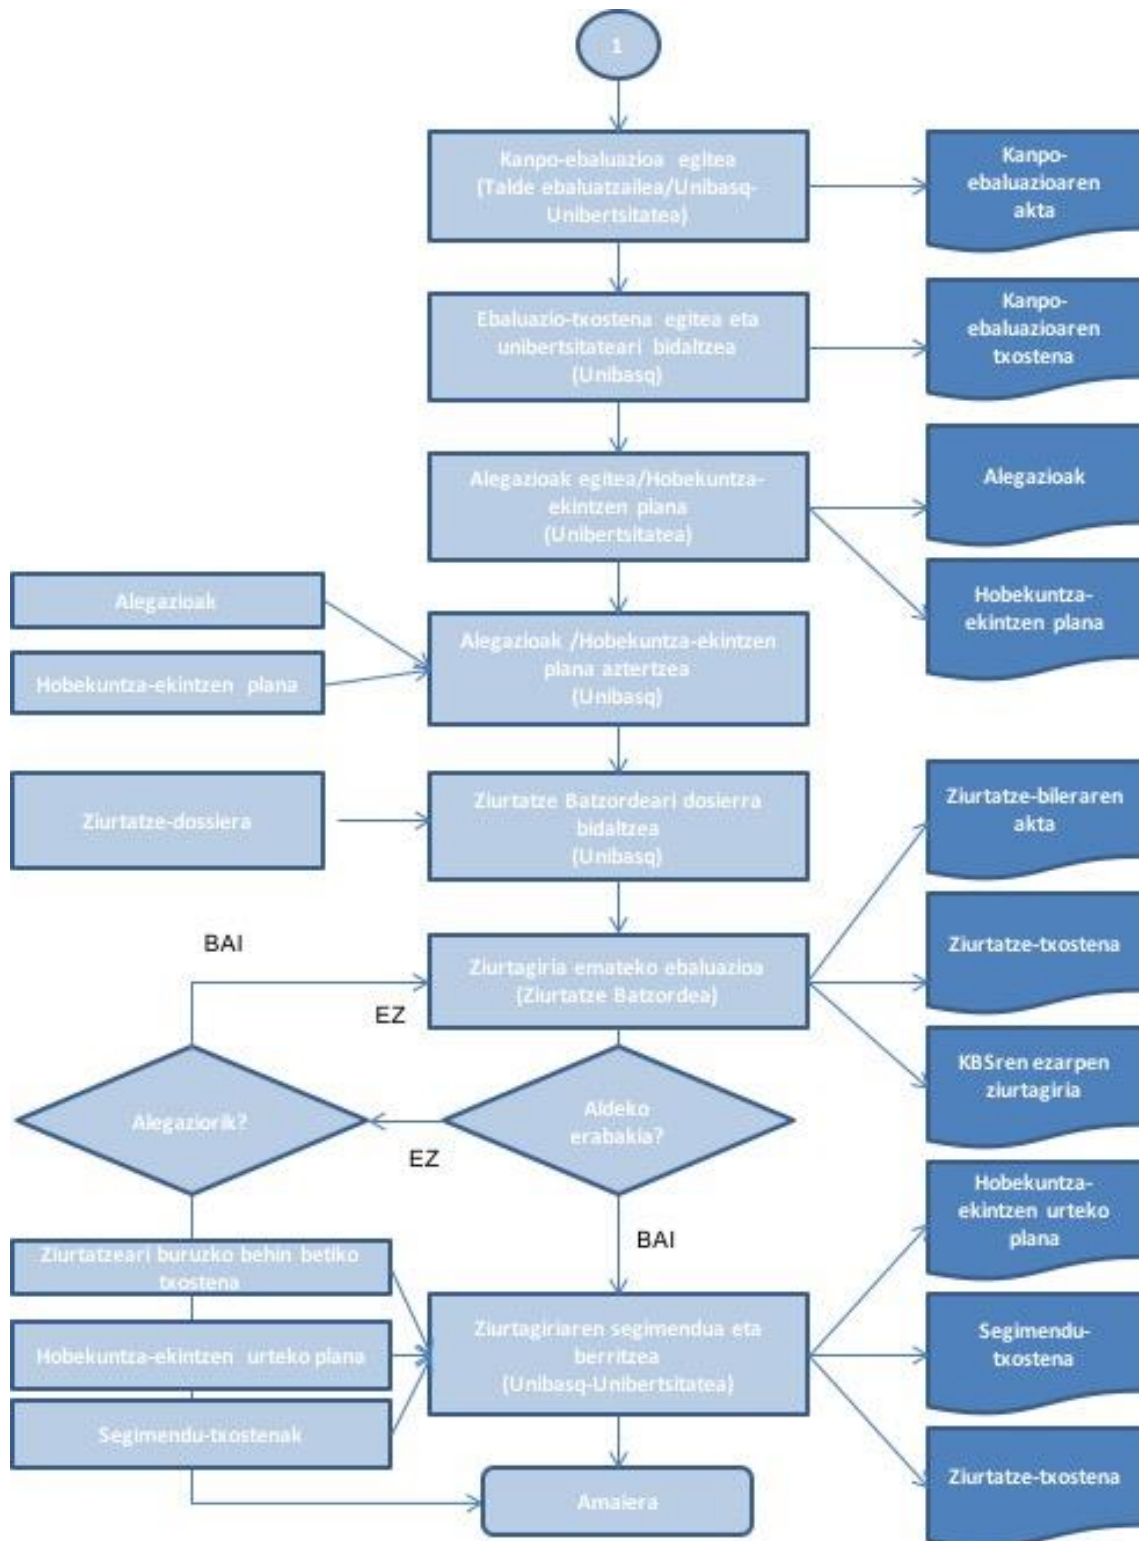 1
Kanpo-ebaluazioa egitea
(Talde ebaluatzailea/Unibasq-
Unibertsitatea)
Kanpo-
ebaluazioaren
akta
Ebaluazio-txostena egitea eta
unibertsitateari bidaltzea
(Unibasq)
Kanpo-
ebaluazioaren
txostena
Alegazioak egitea/Hobekuntza-
ekintzen plana
(Unibertsitatea)
Alegazioak
Hobekuntza-
ekintzen plana
Alegazioak
Hobekuntza-ekintzen plana
Alegazioak /Hobekuntza-ekintzen
plana aztertzea
(Unibasq)
Ziurtatze-dossiera
Ziurtatze Batzordeari dosierra
bidaltzea
(Unibasq)
Ziurtatze-bileraren
akta
BAI
Ziurtagiria emateko ebaluazioa
(Ziurtatze Batzordea)
Ziurtatze-txostena
EZ
KBSren ezarpen
ziurtagiria
Alegaziorik?
Aldeko
erabakia?
EZ
Hobekuntza-
ekintzen urteko
plana
BAI
Ziurtatzeari buruzko behin betiko
txostena
Hobekuntza-ekintzen urteko plana
Segimendu-txostenak
Ziurtagiriaren segimendua eta
berritzea
(Unibasq-Unibertsitatea)
Segimendu-
txostena
Ziurtatze-txostena
Amaiera